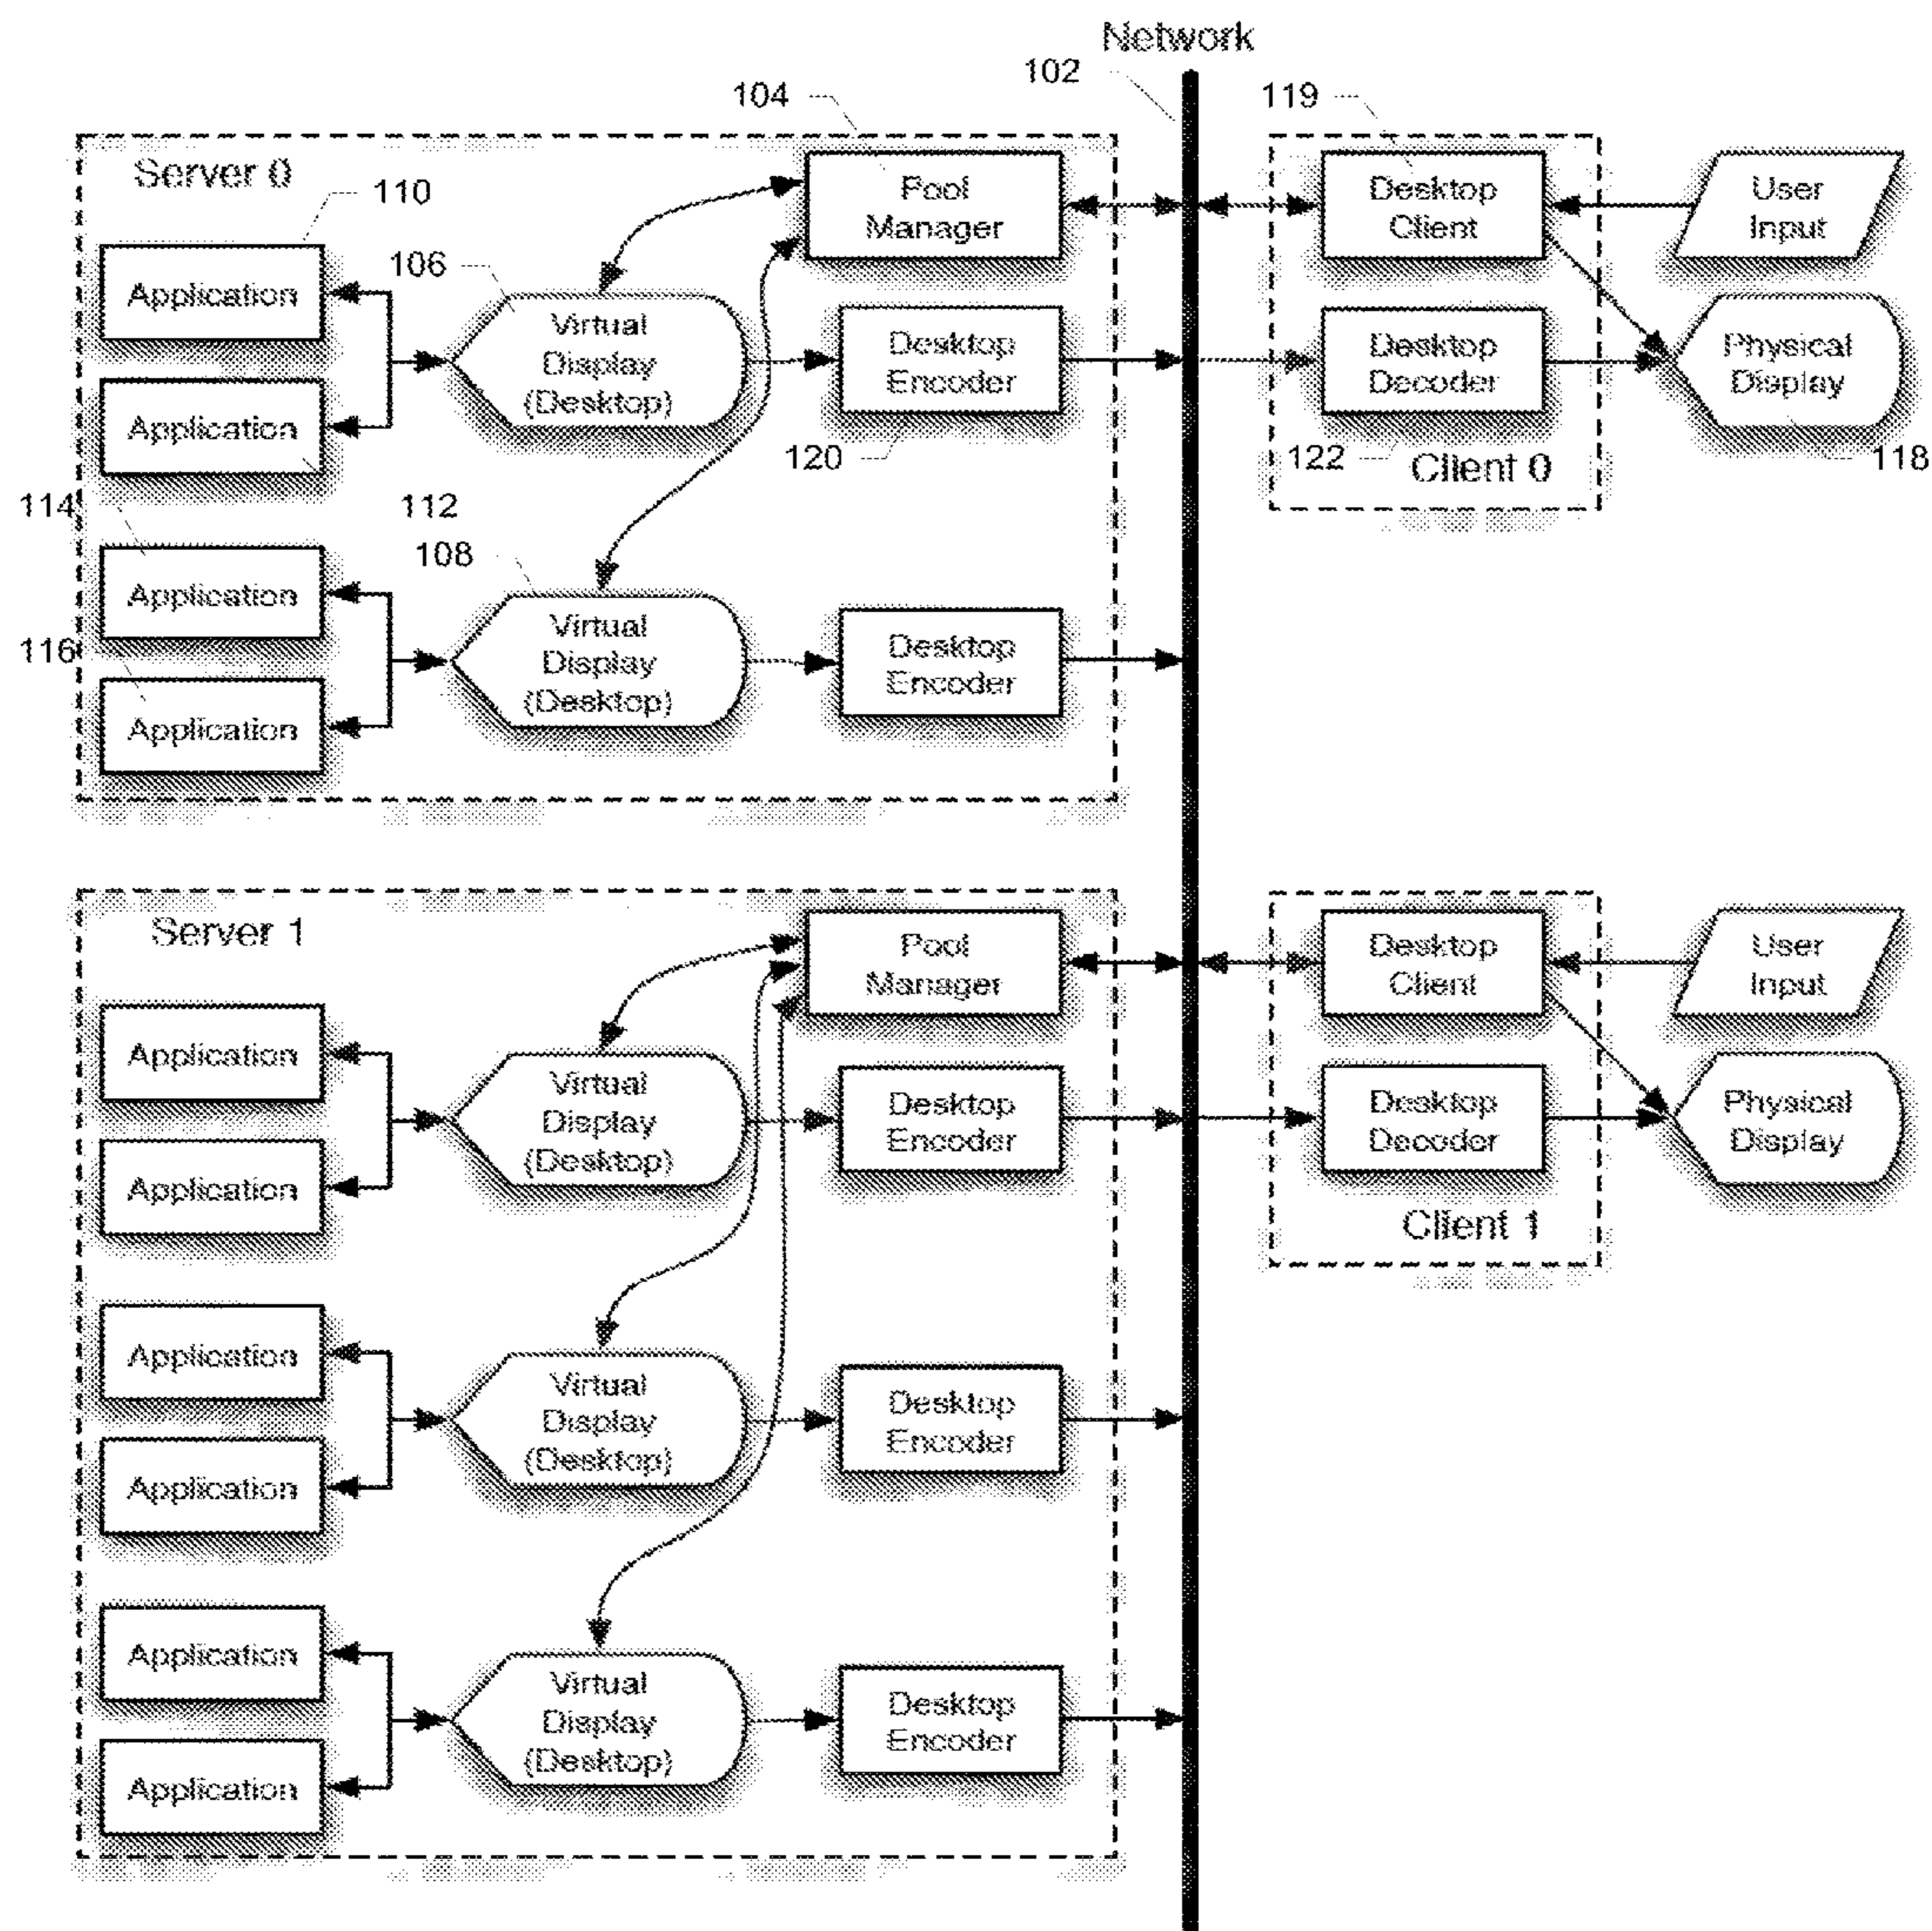 Network
102
104
119
Server 0
110
Pool
Manager
Desktop
Client
User
Input
106
Application
Virtual
Display
(Desktop)
Desktop
Encoder
Desktop
Decoder
Physical
Display
Application
120
122
Client 0
118
114
112
108
Application
Virtual
Display
(Desktop)
Desktop
Encoder
116
Application
Server 1
Pool
Manager
Desktop
Client
User
Input
Application
Virtual
Display
(Desktop)
Desktop
Encoder
Desktop
Decoder
Physical
Display
Application
Client 1
Application
Virtual
Display
(Desktop)
Desktop
Encoder
Application
Application
Virtual
Display
(Desktop)
Desktop
Encoder
Application